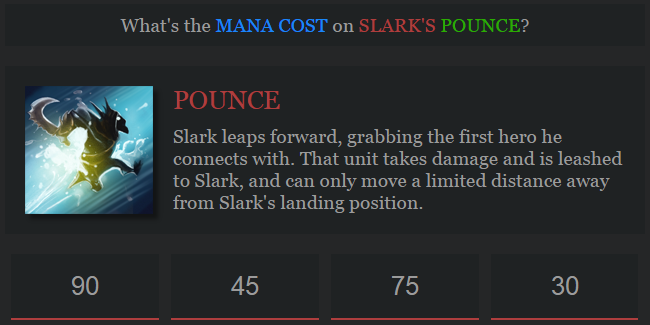 What's the MANA COST on SLARK'S POUNCE?
POUNCE
Slark leaps forward, grabbing the first hero he
connects with. That unit takes damage and is leashed
to Slark, and can only move a limited distance away
from Slark's landing position.
90 45 75 30